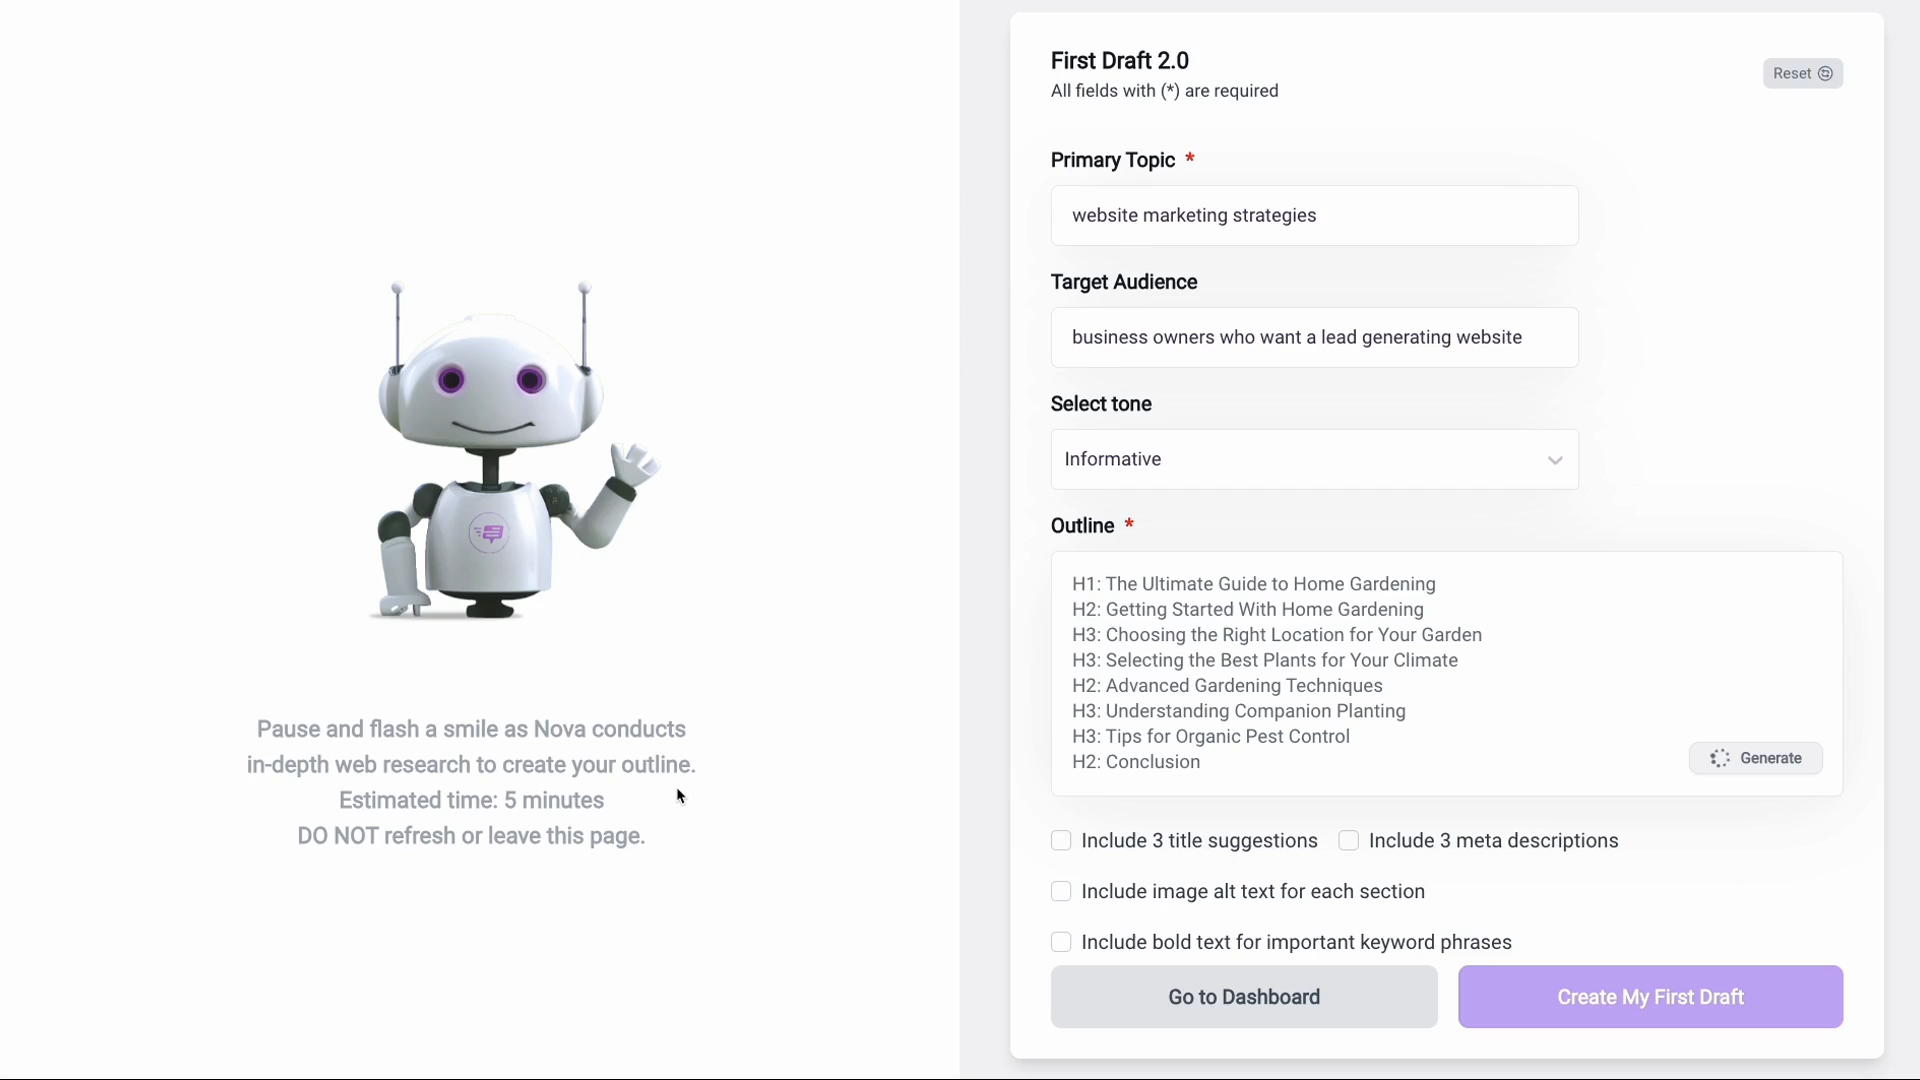 Pause and flash a smile as Nova conducts
in-depth web research to create your outline.
Estimated time: 5 minutes
DO NOT refresh or leave this page.
First Draft 2.0
All fields with (*) are required
Reset
Primary Topic *
website marketing strategies
Target Audience
business owners who want a lead generating website
Select tone
Informative
Outline *
H1: The Ultimate Guide to Home Gardening
H2: Getting Started With Home Gardening
H3: Choosing the Right Location for Your Garden
H3: Selecting the Best Plants for Your Climate
H2: Advanced Gardening Techniques
H3: Understanding Companion Planting
H3: Tips for Organic Pest Control
H2: Conclusion
Generate
Include 3 title suggestions Include 3 meta descriptions
Include image alt text for each section
Include bold text for important keyword phrases
Go to Dashboard Create My First Draft